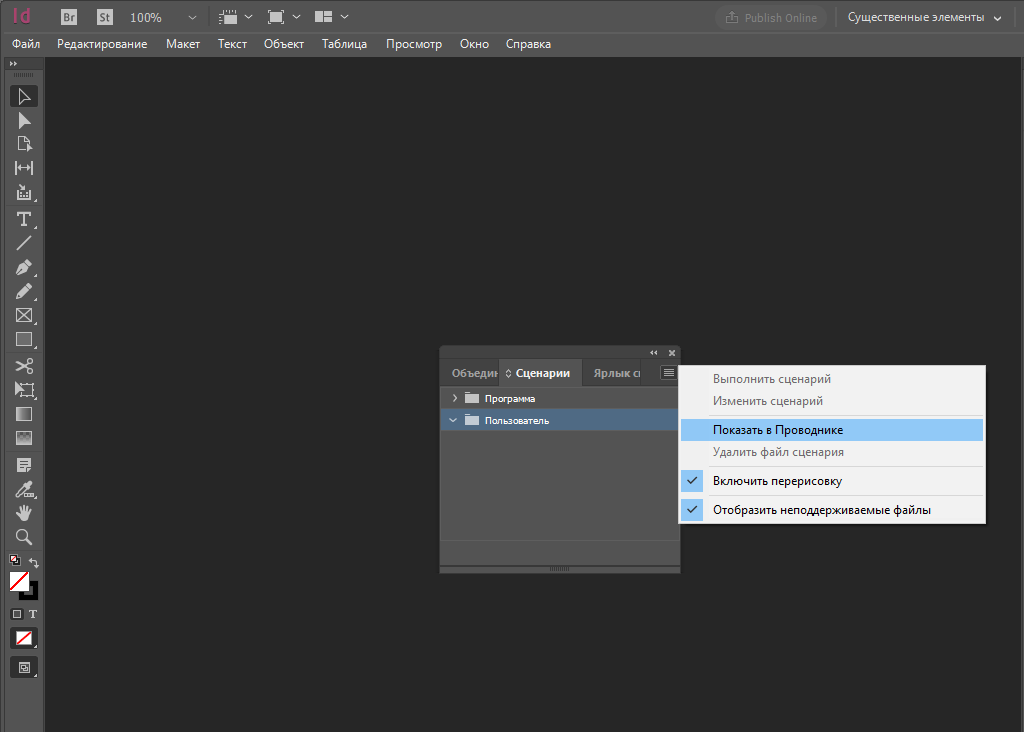 Id Br St 100% Publish Online Существенные элементы
Файл Редактирование Макет Текст Объект Таблица Просмотр Окно Справка
Объедин Сценарии Ярлык с
Программа
Пользователь
Выполнить сценарий
Изменить сценарий
Показать в Проводнике
Удалить файл сценария
Включить перерисовку
Отобразить неподдерживаемые файлы
T
T